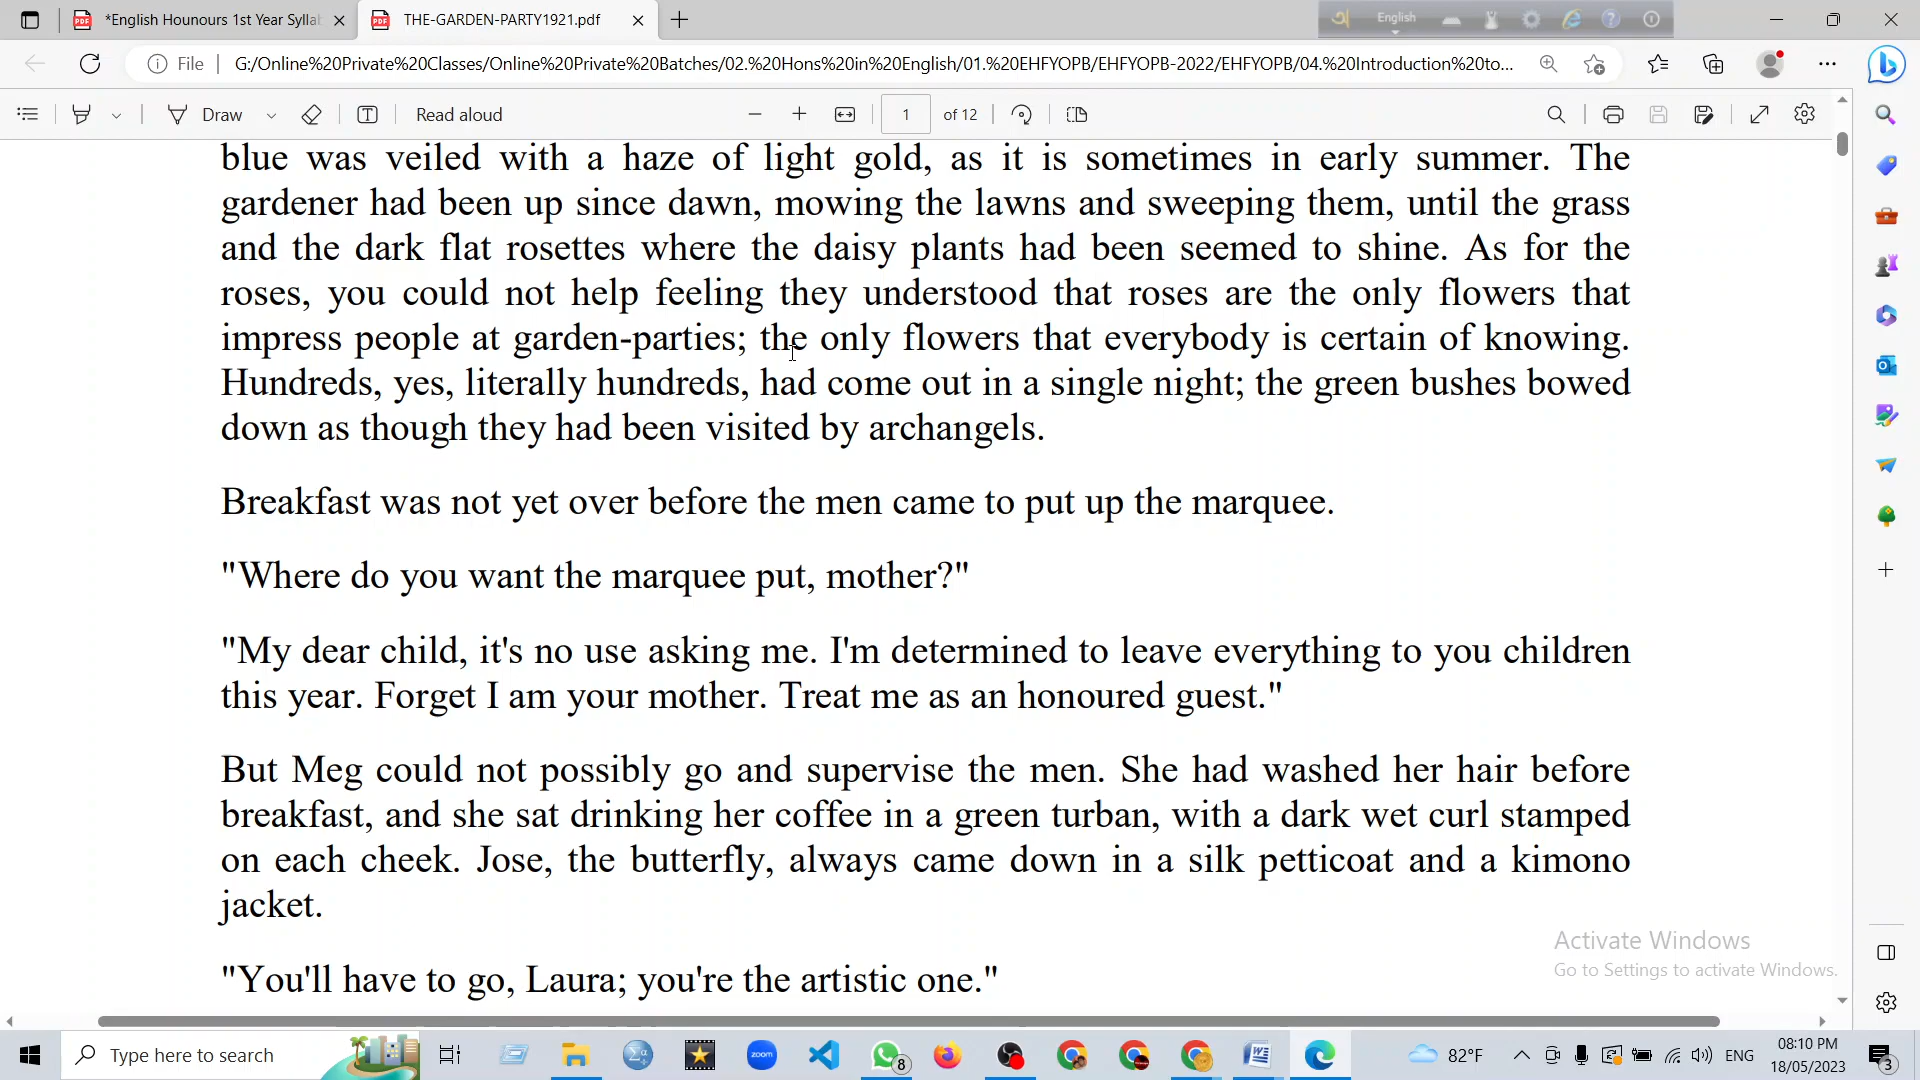 *English Hounours 1st Year Syllab
THE-GARDEN-PARTY1921.pdf
English
File
G:/Online%20Private%20Classes/Online%20Private%20Batches/02.%20Hons%20in%20English/01.%20EHFYOPB/EHFYOPB-2022/EHFYOPB/04.%20Introduction%20to...
Draw
Read aloud
1 of 12
blue was veiled with a haze of light gold, as it is sometimes in early summer. The
gardener had been up since dawn, mowing the lawns and sweeping them, until the grass
and the dark flat rosettes where the daisy plants had been seemed to shine. As for the
roses, you could not help feeling they understood that roses are the only flowers that
impress people at garden-parties; the only flowers that everybody is certain of knowing.
Hundreds, yes, literally hundreds, had come out in a single night; the green bushes bowed
down as though they had been visited by archangels.
Breakfast was not yet over before the men came to put up the marquee.
"Where do you want the marquee put, mother?"
"My dear child, it's no use asking me. I'm determined to leave everything to you children
this year. Forget I am your mother. Treat me as an honoured guest."
But Meg could not possibly go and supervise the men. She had washed her hair before
breakfast, and she sat drinking her coffee in a green turban, with a dark wet curl stamped
on each cheek. Jose, the butterfly, always came down in a silk petticoat and a kimono
jacket.
"You'll have to go, Laura; you're the artistic one."
Activate Windows
Go to Settings to activate Windows.
Type here to search
zoom
8
82°F
ENG
08:10 PM
18/05/2023
3